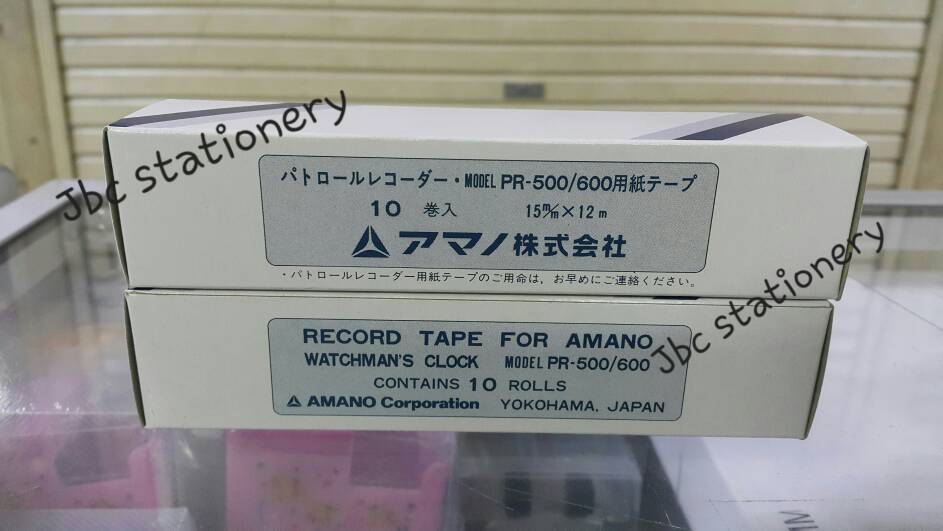 Jbc stationery
パトロールレコーダー・MODEL PR-500/600用紙テープ
10 巻入 15㎜×12m
アマノ株式会社
・パトロールレコーダー用紙テープのご用命は，お早めにご連絡ください。
Jbc stationery
RECORD TAPE FOR AMANO
WATCHMAN'S CLOCK MODEL PR-500/600
CONTAINS 10 ROLLS
AMANO Corporation YOKOHAMA, JAPAN